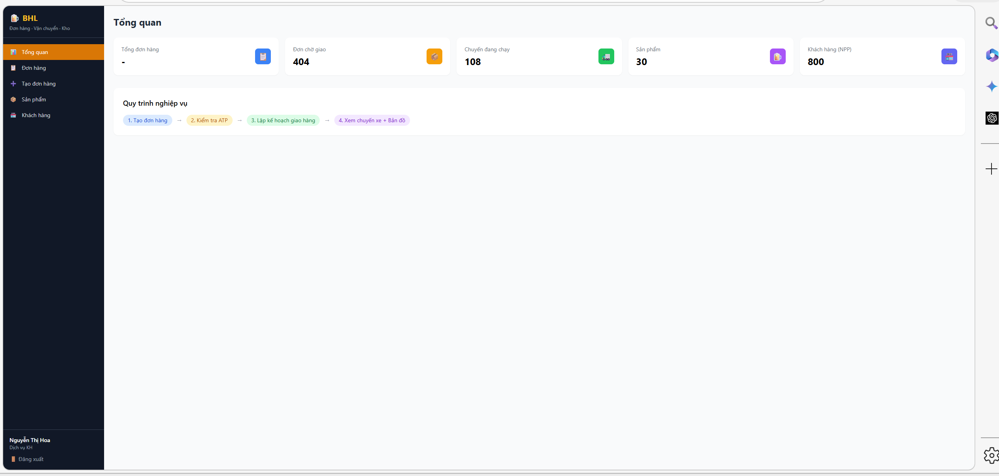 BHL
Đơn hàng · Vận chuyển · Kho
Tổng quan
Đơn hàng
Tạo đơn hàng
Sản phẩm
Khách hàng
Nguyễn Thị Hoa
Dịch vụ KH
Đăng xuất
Tổng quan
Tổng đơn hàng
-
Đơn chờ giao
404
Chuyến đang chạy
108
Sản phẩm
30
Khách hàng (NPP)
800
Quy trình nghiệp vụ
1. Tạo đơn hàng → 2. Kiểm tra ATP → 3. Lập kế hoạch giao hàng → 4. Xem chuyến xe + Bản đồ